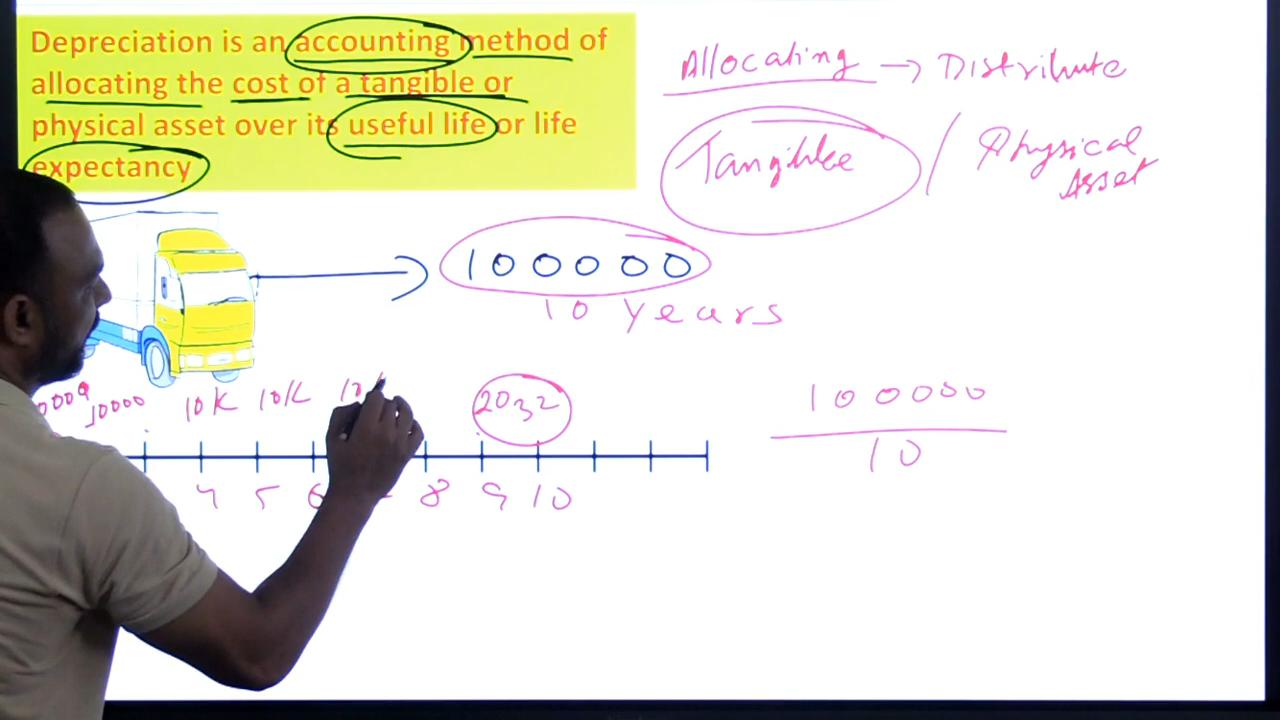 Depreciation is an accounting method of
allocating the cost of a tangible or
physical asset over its useful life or life
expectancy
Allocating → Distribute
Tangible / Physical
Asset
100000
10 years
10000 10K 10K
2032
4 5 6 8 9 10
100000
10